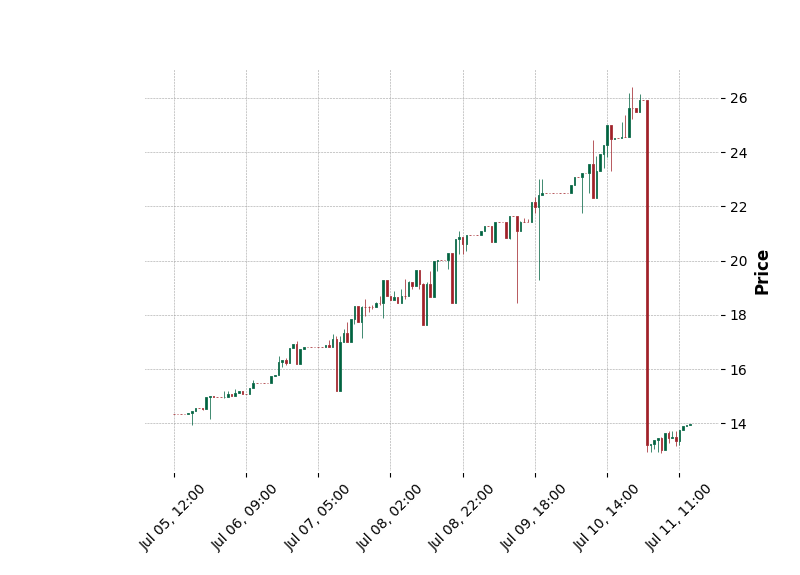 26
24
22
20
18
16
14
Price
Jul 05, 12:00
Jul 06, 09:00
Jul 07, 05:00
Jul 08, 02:00
Jul 08, 22:00
Jul 09, 18:00
Jul 10, 14:00
Jul 11, 11:00